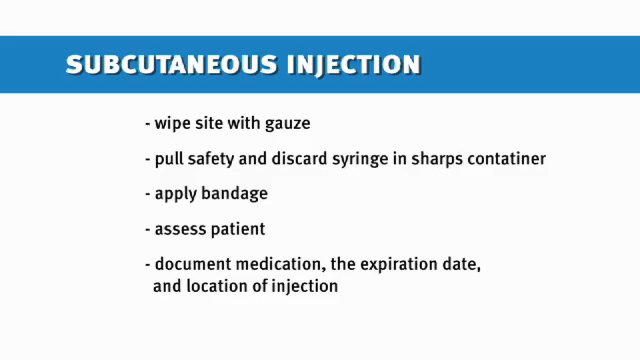 SUBCUTANEOUS INJECTION
- wipe site with gauze
- pull safety and discard syringe in sharps contatiner
- apply bandage
- assess patient
- document medication, the expiration date,
and location of injection